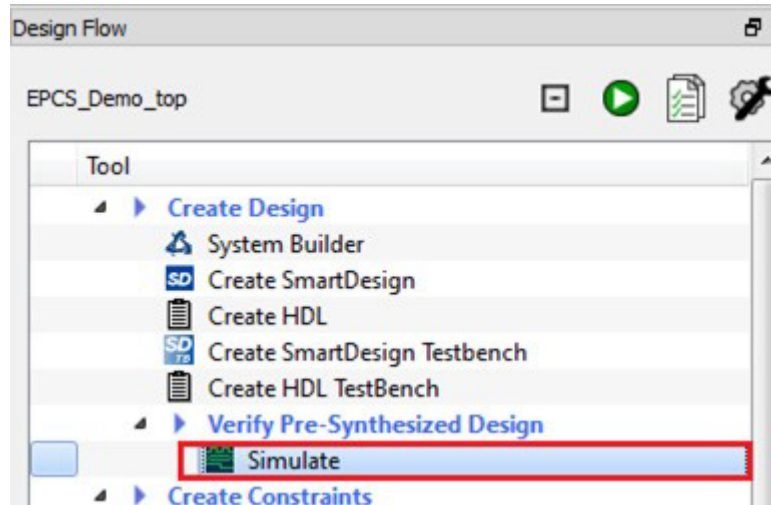 Design Flow
EPCS_Demo_top
Tool
Create Design
System Builder
SD Create SmartDesign
Create HDL
SD TB Create SmartDesign Testbench
Create HDL TestBench
Verify Pre-Synthesized Design
Simulate
Create Constraints